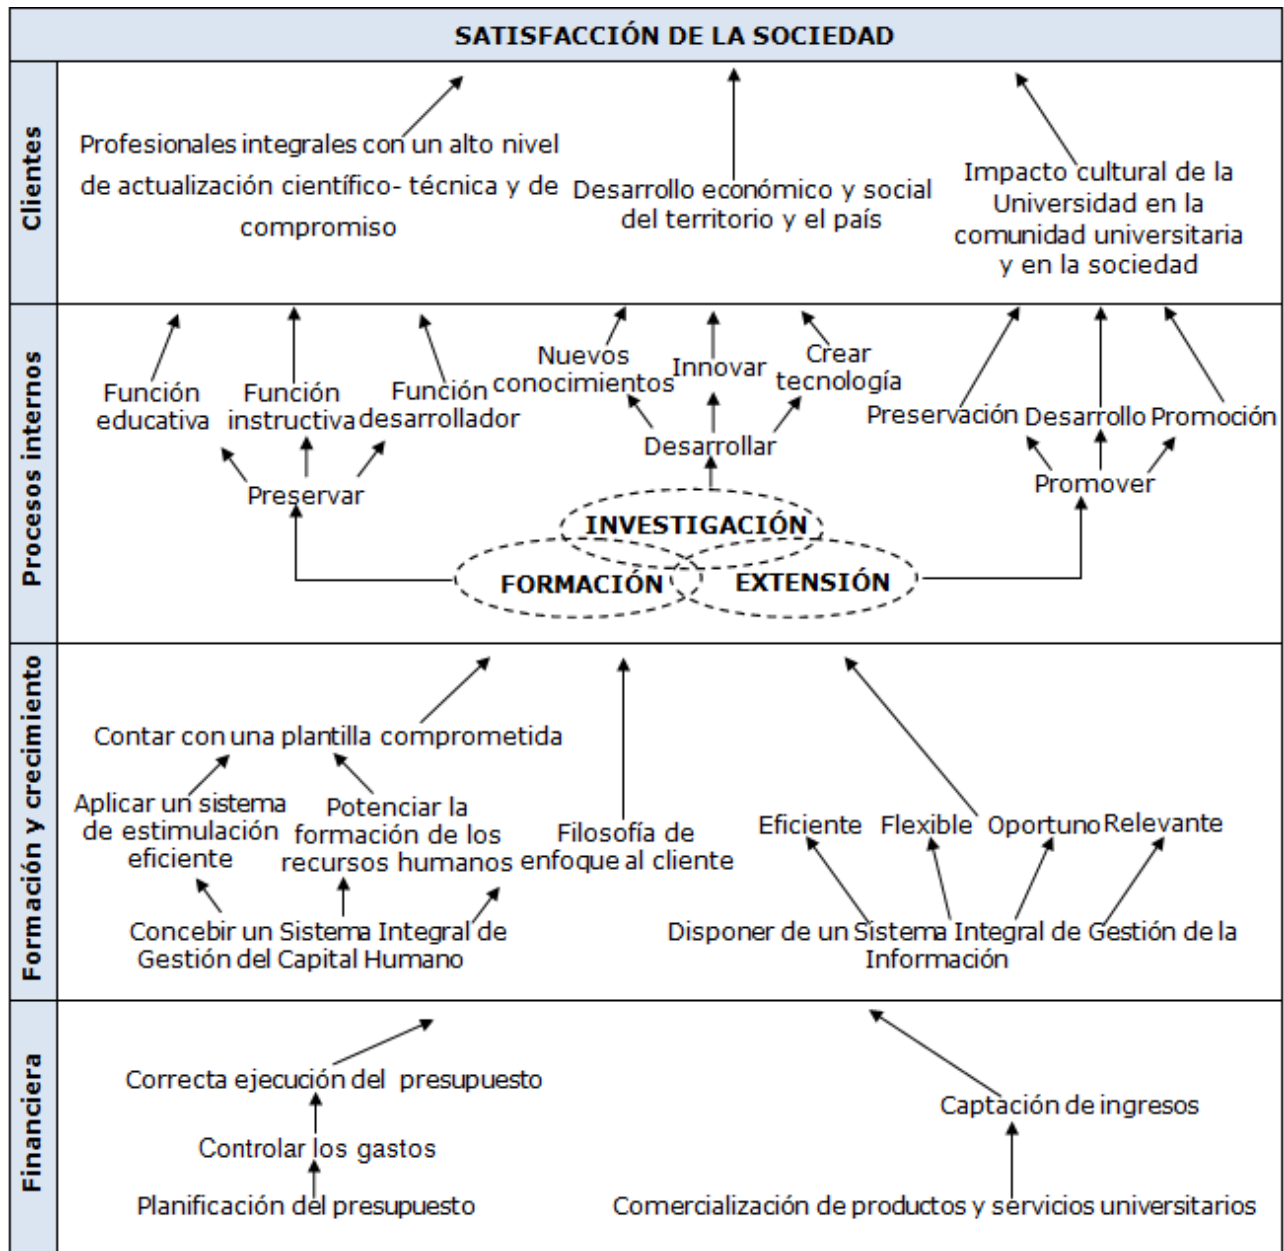 SATISFACCIÓN DE LA SOCIEDAD
Clientes
Profesionales integrales con un alto nivel
de actualización científico- técnica y de
compromiso
Desarrollo económico y social
del territorio y el país
Impacto cultural de la
Universidad en la
comunidad universitaria
y en la sociedad
Procesos internos
Función
educativa
Función
instructiva
Función
desarrollador
Preservar
Nuevos
conocimientos
Innovar
Crear
tecnología
Desarrollar
Preservación
Desarrollo
Promoción
Promover
INVESTIGACIÓN
FORMACIÓN
EXTENSIÓN
Formación y crecimiento
Contar con una plantilla comprometida
Aplicar un sistema
de estimulación
eficiente
Potenciar la
formación de los
recursos humanos
Filosofía de
enfoque al cliente
Eficiente
Flexible
Oportuno
Relevante
Concebir un Sistema Integral de
Gestión del Capital Humano
Disponer de un Sistema Integral de Gestión de la
Información
Financiera
Correcta ejecución del presupuesto
Controlar los gastos
Planificación del presupuesto
Captación de ingresos
Comercialización de productos y servicios universitarios